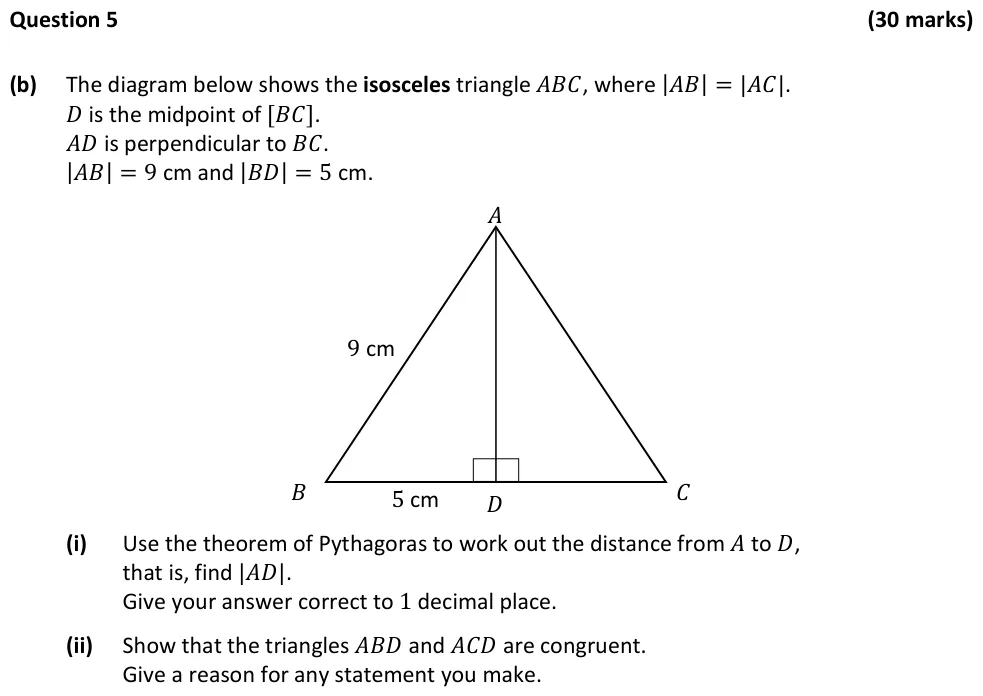 Question 5 (30 marks)
(b) The diagram below shows the isosceles triangle ABC, where |AB| = |AC|.
D is the midpoint of [BC].
AD is perpendicular to BC.
|AB| = 9 cm and |BD| = 5 cm.
A
9 cm
B
5 cm
D
C
(i) Use the theorem of Pythagoras to work out the distance from A to D,
that is, find |AD|.
Give your answer correct to 1 decimal place.
(ii) Show that the triangles ABD and ACD are congruent.
Give a reason for any statement you make.